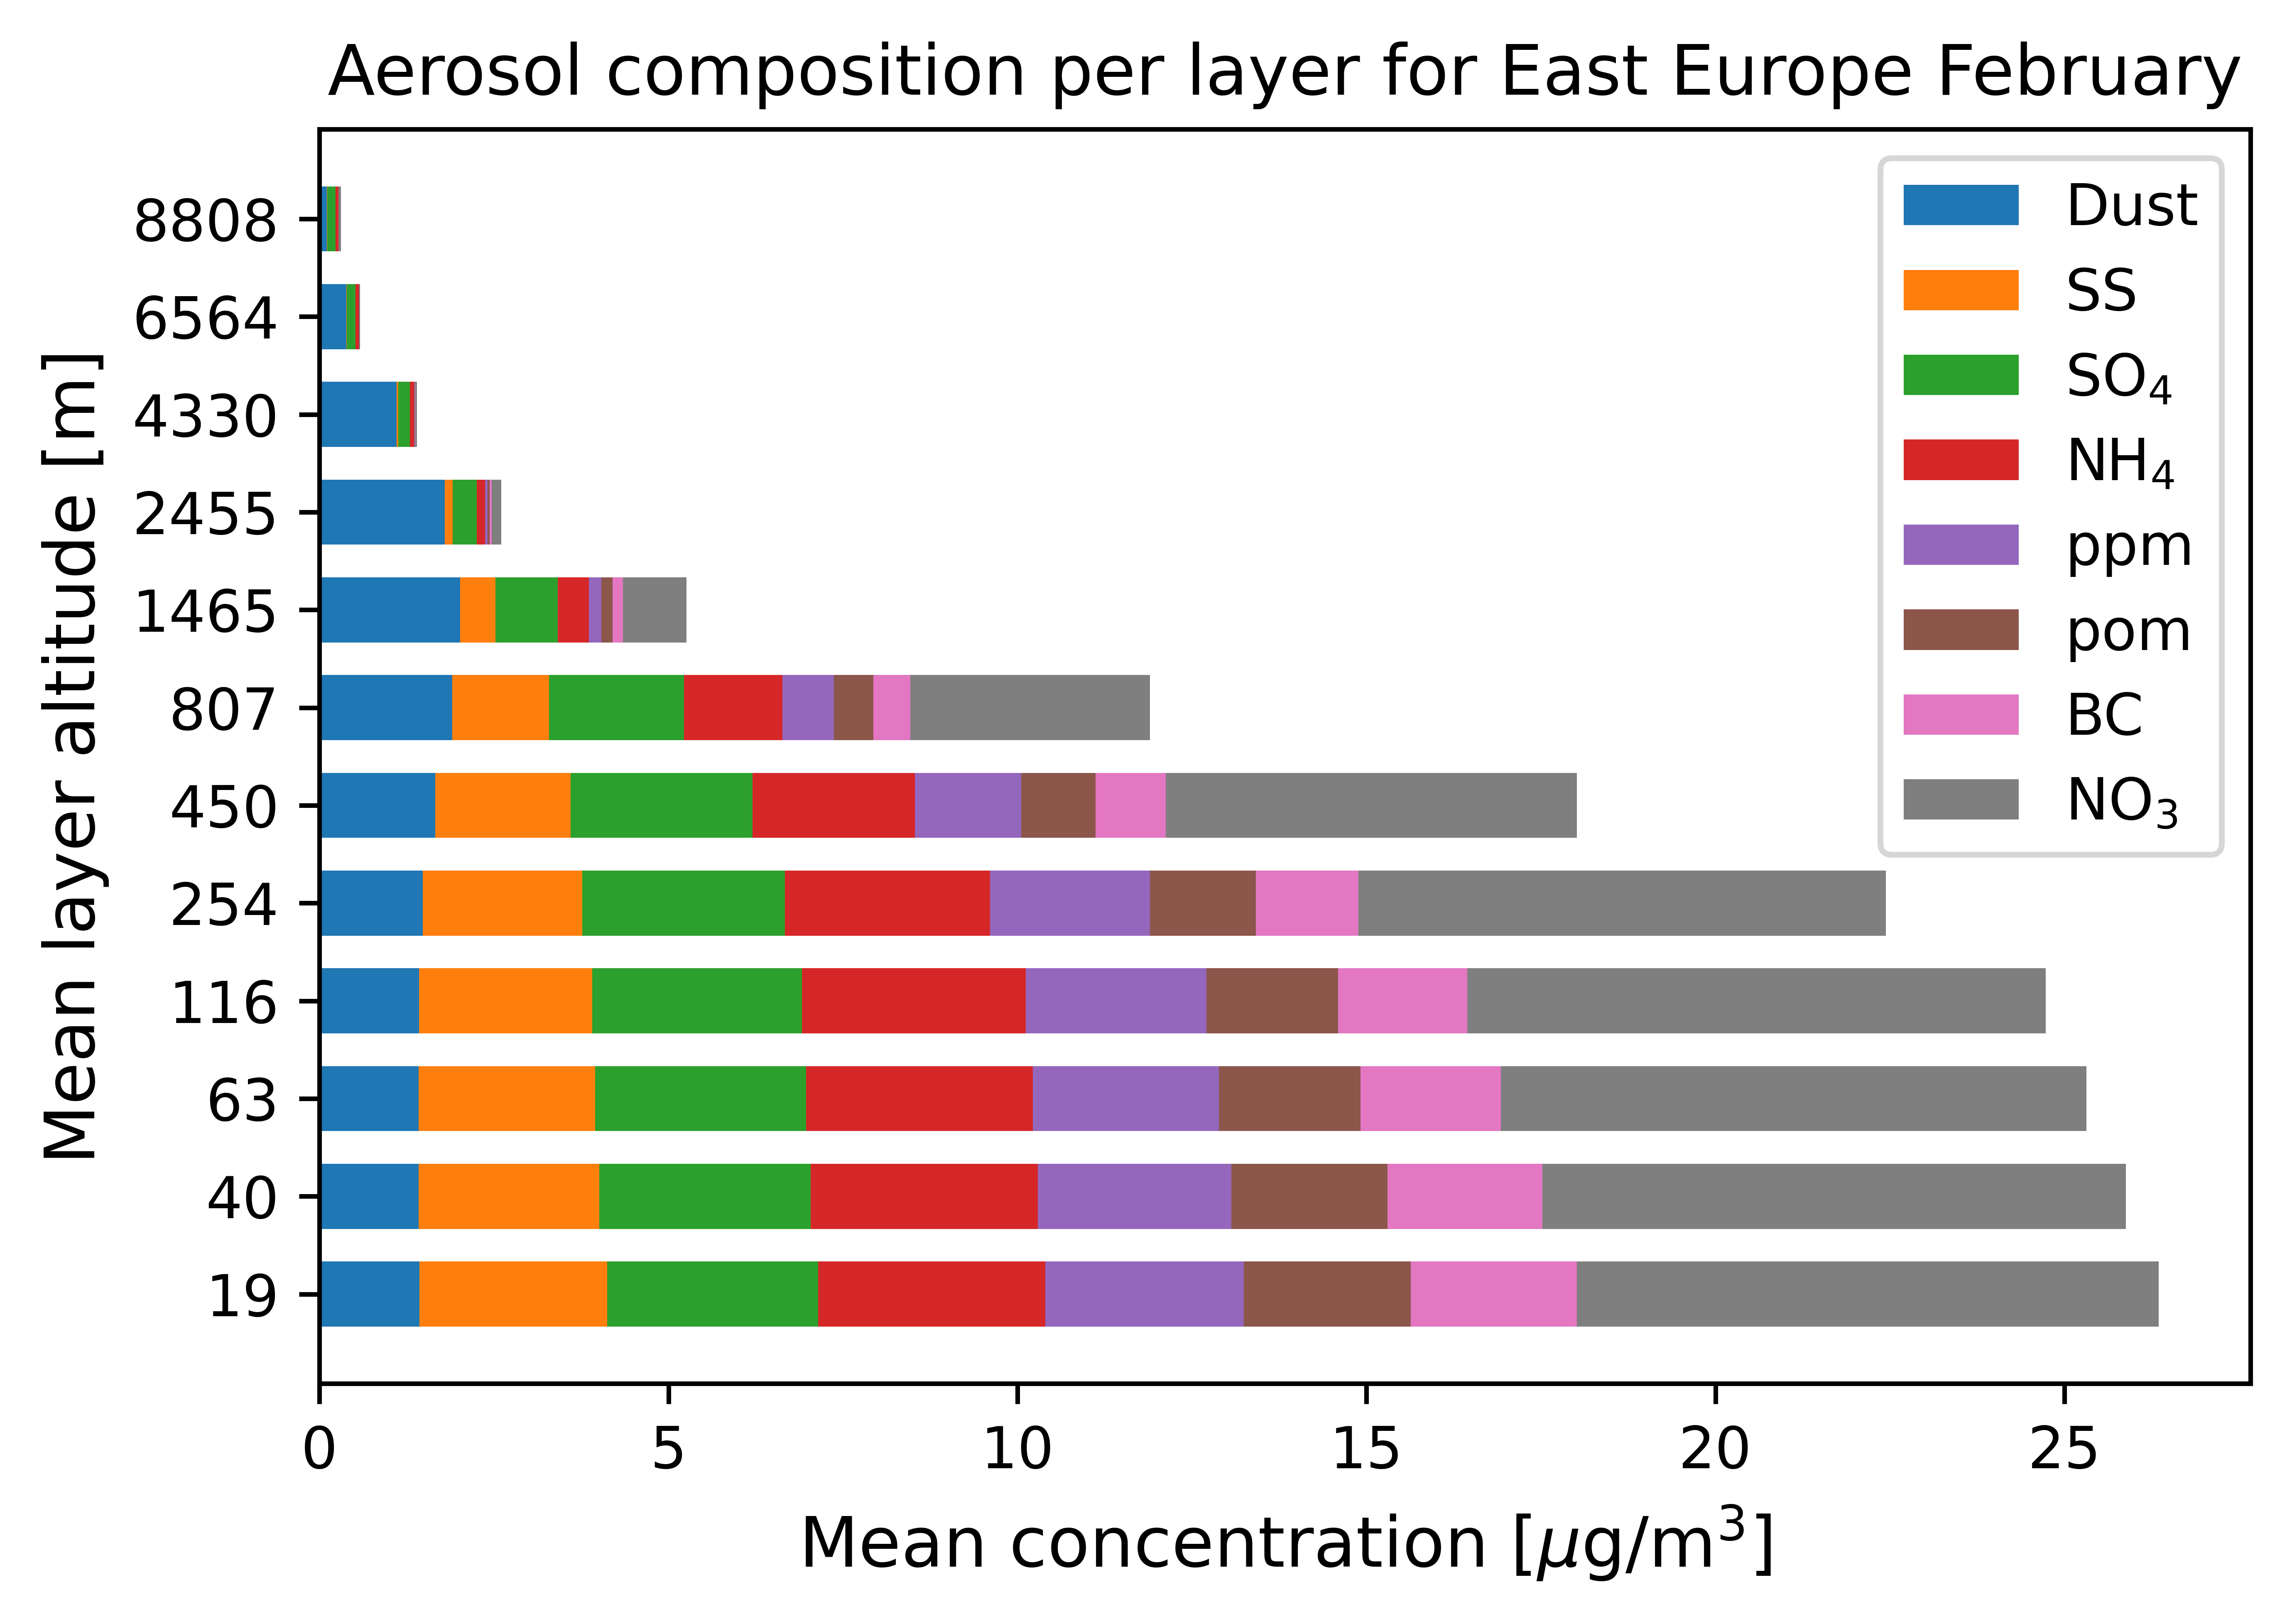 Aerosol composition per layer for East Europe February
Mean layer altitude [m]
8808
6564
4330
2455
1465
807
450
254
116
63
40
19
Dust
SS
SO₄
NH₄
ppm
pom
BC
NO₃
0 5 10 15 20 25
Mean concentration [μg/m³]